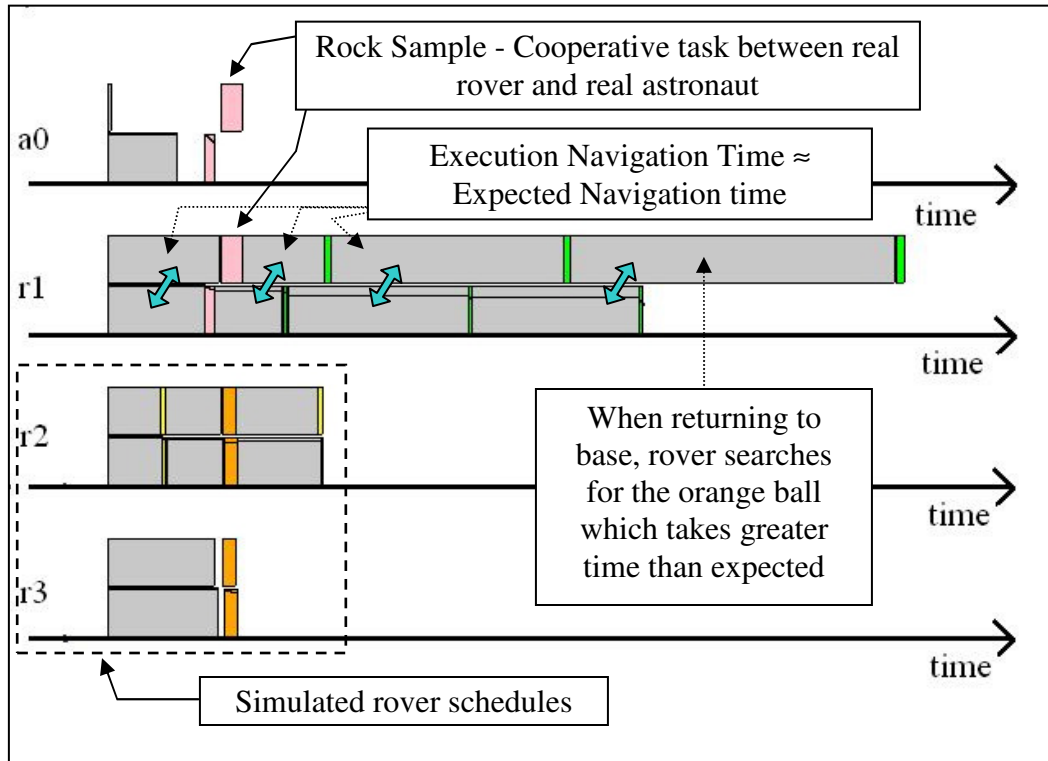 Rock Sample - Cooperative task between real
rover and real astronaut
a0
Execution Navigation Time ≈
Expected Navigation time
time
r1
time
When returning to
base, rover searches
for the orange ball
which takes greater
time than expected
r2
time
r3
time
Simulated rover schedules